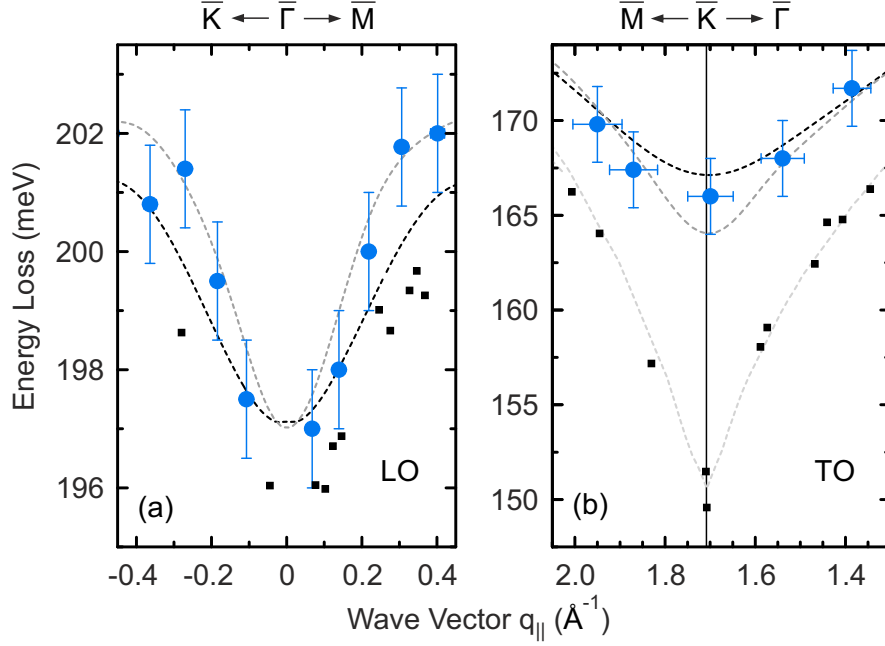 K̅ ← Γ̅ → M̅
M̅ ← K̅ → Γ̅
Energy Loss (meV)
202
200
198
196
170
165
160
155
150
(a)
LO
(b)
TO
-0.4 -0.2 0 0.2 0.4
2.0 1.8 1.6 1.4
Wave Vector q|| (Å⁻¹)